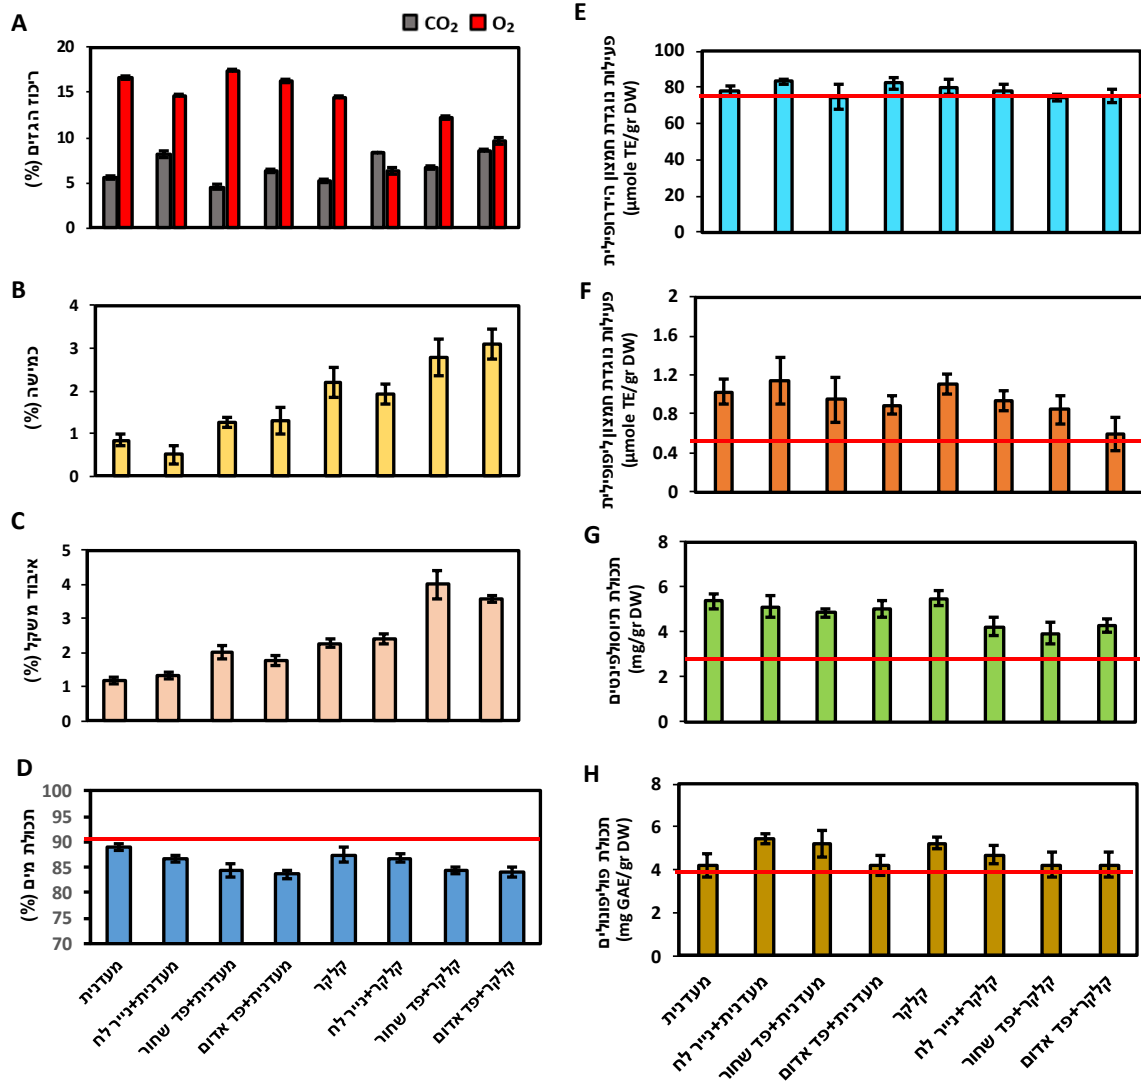 A
CO₂ O₂
ריכוז הגזים (%)
20
15
10
5
0
B
כמישה (%)
4
3
2
1
0
C
איבוד משקל (%)
5
4
3
2
1
0
D
תכולת מים (%)
100
95
90
85
80
75
70
מעדנית
מעדנית+נייר לח
מעדנית+פד שחור
מעדנית+פד אדום
קלקר
קלקר+נייר לח
קלקר+פד שחור
קלקר+פד אדום
E
פעילות נוגדת חמצון הידרופילית
(µmole TE/gr DW)
100
80
60
40
20
0
F
פעילות נוגדת חמצון ליפופילית
(µmole TE/gr DW)
2
1.6
1.2
0.8
0.4
0
G
תכולת תיוסולפינטים
(mg/gr DW)
8
6
4
2
0
H
תכולת פוליפונולים
(mg GAE/gr DW)
8
6
4
2
0
מעדנית
מעדנית+נייר לח
מעדנית+פד שחור
מעדנית+פד אדום
קלקר
קלקר+נייר לח
קלקר+פד שחור
קלקר+פד אדום